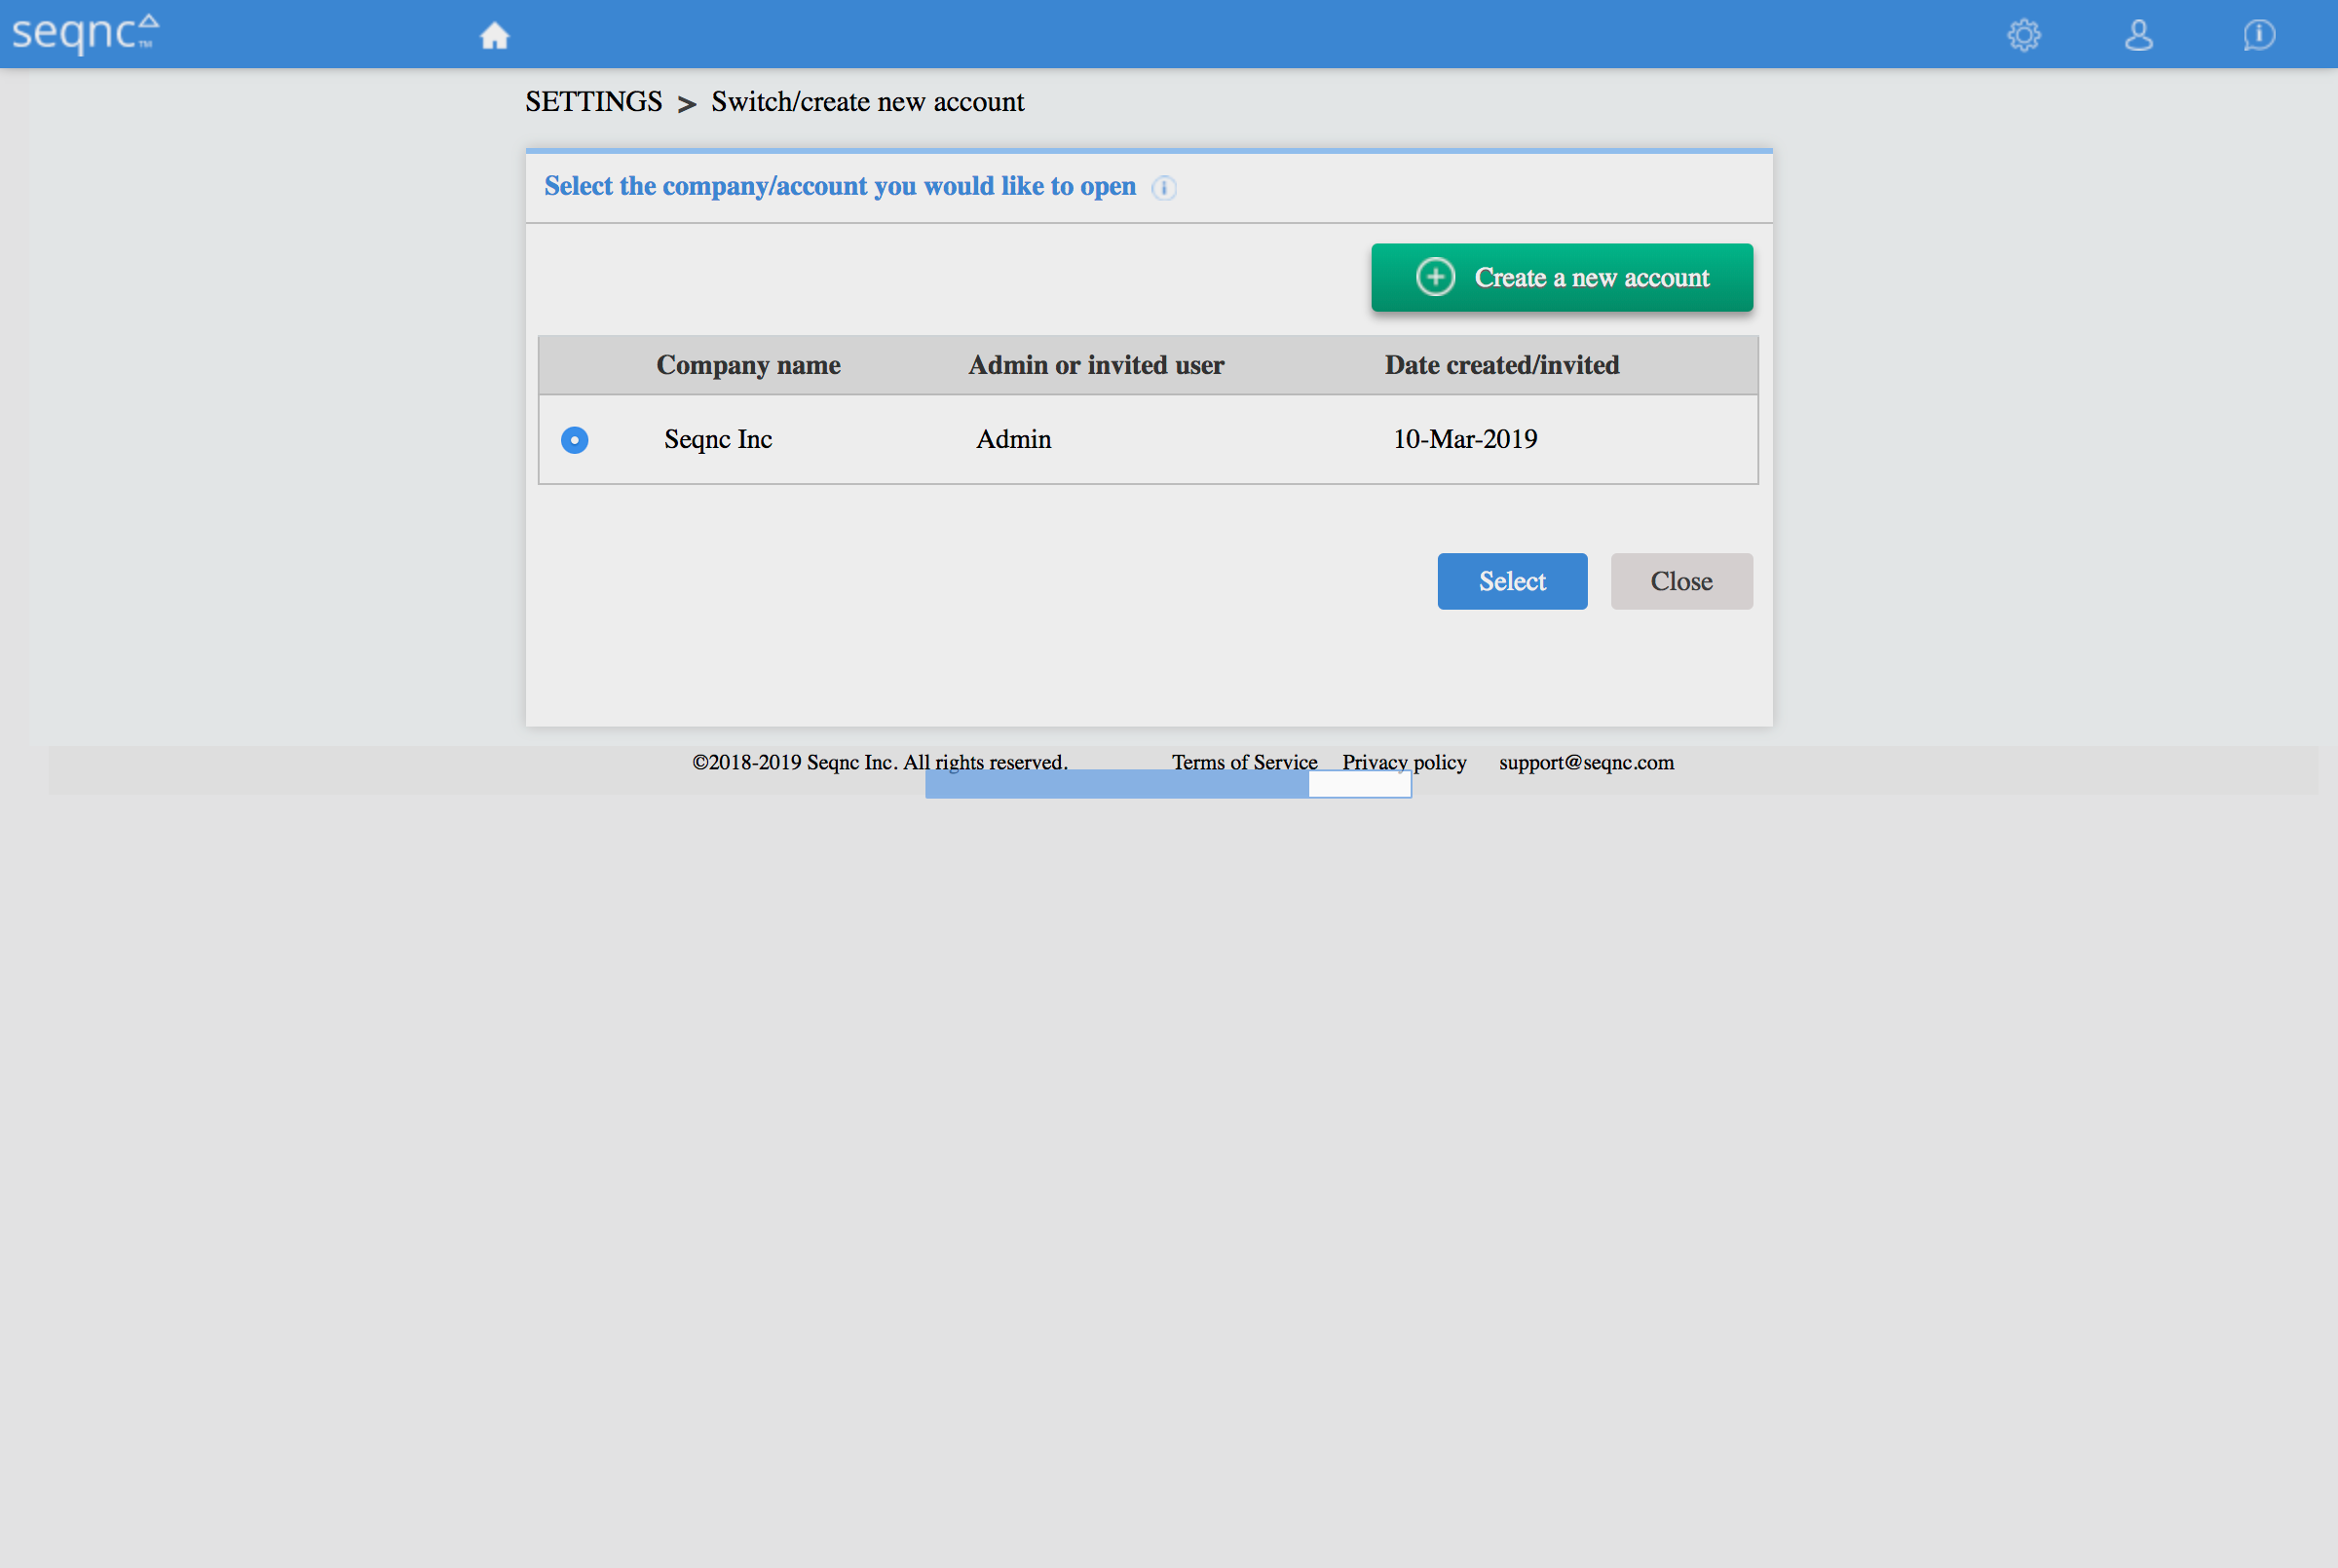 seqnc TM
SETTINGS > Switch/create new account
Select the company/account you would like to open
Create a new account
Company name Admin or invited user Date created/invited
Seqnc Inc Admin 10-Mar-2019
Select Close
©2018-2019 Seqnc Inc. All rights reserved. Terms of Service Privacy policy support@seqnc.com